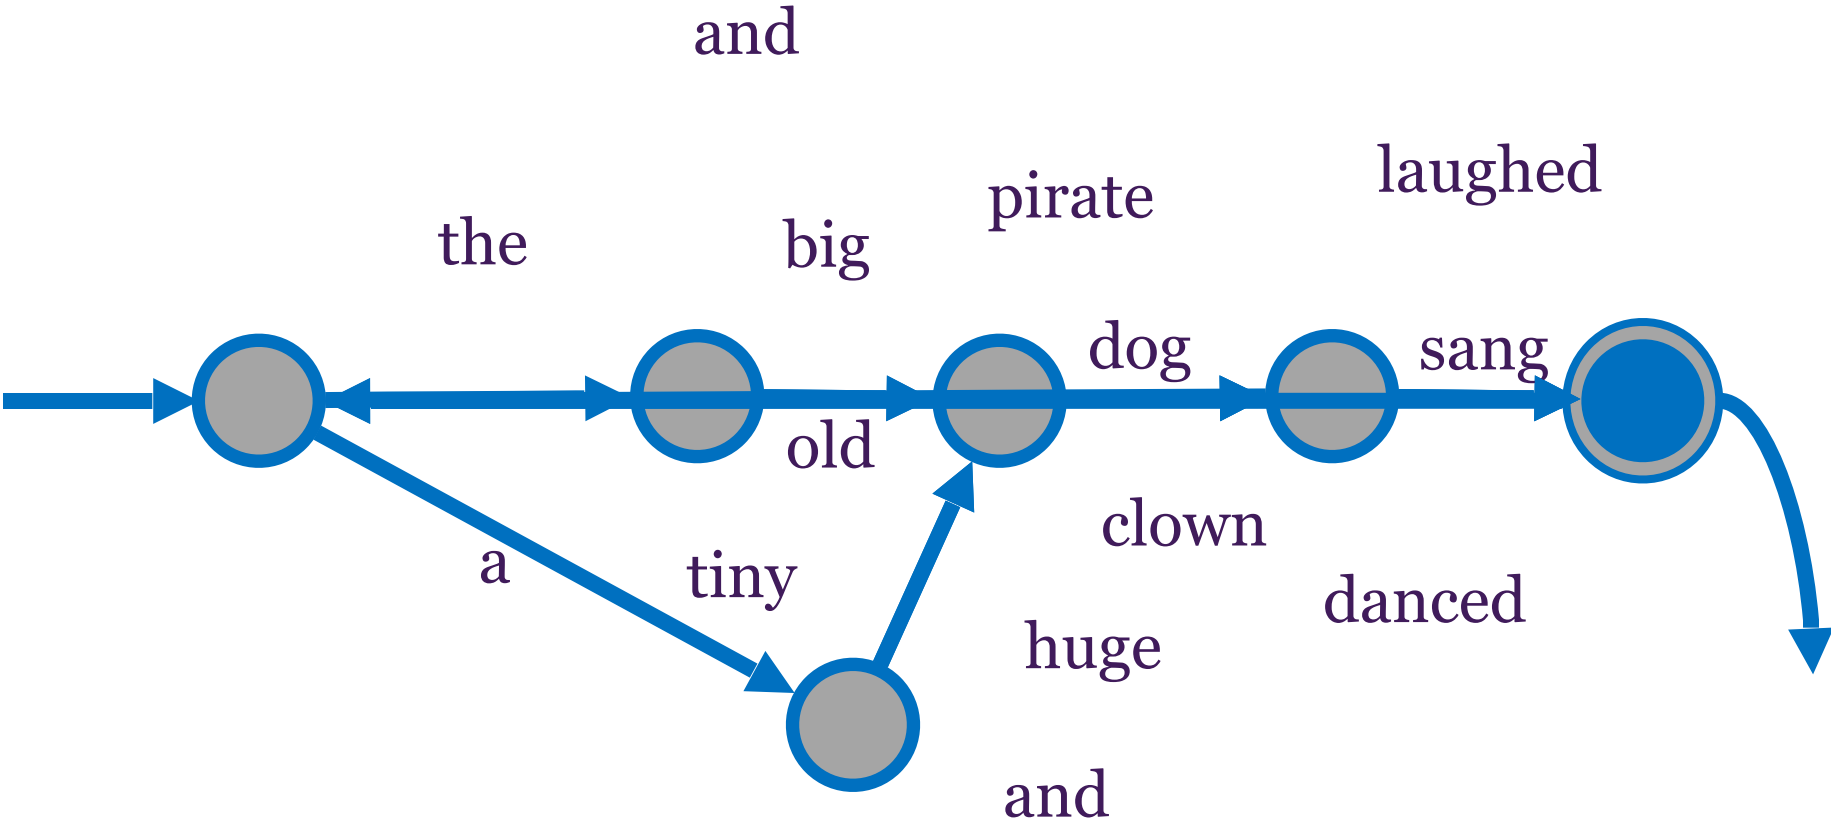 and
laughed
pirate
the
big
dog
sang
old
clown
a
tiny
danced
huge
and